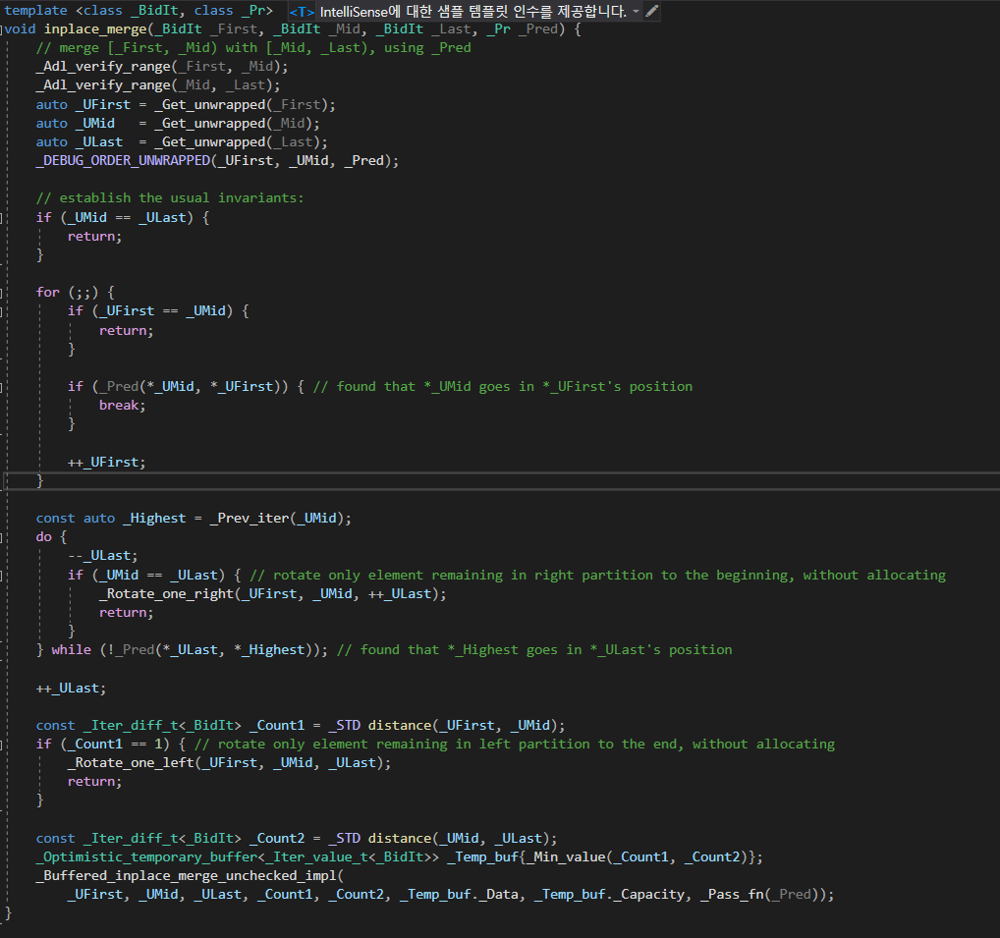 template <class _BidIt, class _Pr> <T> IntelliSense에 대한 샘플 템플릿 인수를 제공합니다.
void inplace_merge(_BidIt _First, _BidIt _Mid, _BidIt _Last, _Pr _Pred) {
    // merge [_First, _Mid) with [_Mid, _Last), using _Pred
    _Adl_verify_range(_First, _Mid);
    _Adl_verify_range(_Mid, _Last);
    auto _UFirst = _Get_unwrapped(_First);
    auto _UMid   = _Get_unwrapped(_Mid);
    auto _ULast  = _Get_unwrapped(_Last);
    _DEBUG_ORDER_UNWRAPPED(_UFirst, _UMid, _Pred);
    // establish the usual invariants:
    if (_UMid == _ULast) {
        return;
    }
    for (;;) {
        if (_UFirst == _UMid) {
            return;
        }
        if (_Pred(*_UMid, *_UFirst)) { // found that *_UMid goes in *_UFirst's position
            break;
        }
        ++_UFirst;
    }
    const auto _Highest = _Prev_iter(_UMid);
    do {
        --_ULast;
        if (_UMid == _ULast) { // rotate only element remaining in right partition to the beginning, without allocating
            _Rotate_one_right(_UFirst, _UMid, ++_ULast);
            return;
        }
    } while (!_Pred(*_ULast, *_Highest)); // found that *_Highest goes in *_ULast's position
    ++_ULast;
    const _Iter_diff_t<_BidIt> _Count1 = _STD distance(_UFirst, _UMid);
    if (_Count1 == 1) { // rotate only element remaining in left partition to the end, without allocating
        _Rotate_one_left(_UFirst, _UMid, _ULast);
        return;
    }
    const _Iter_diff_t<_BidIt> _Count2 = _STD distance(_UMid, _ULast);
    _Optimistic_temporary_buffer<_Iter_value_t<_BidIt>> _Temp_buf{_Min_value(_Count1, _Count2)};
    _Buffered_inplace_merge_unchecked_impl(
        _UFirst, _UMid, _ULast, _Count1, _Count2, _Temp_buf._Data, _Temp_buf._Capacity, _Pass_fn(_Pred));
}